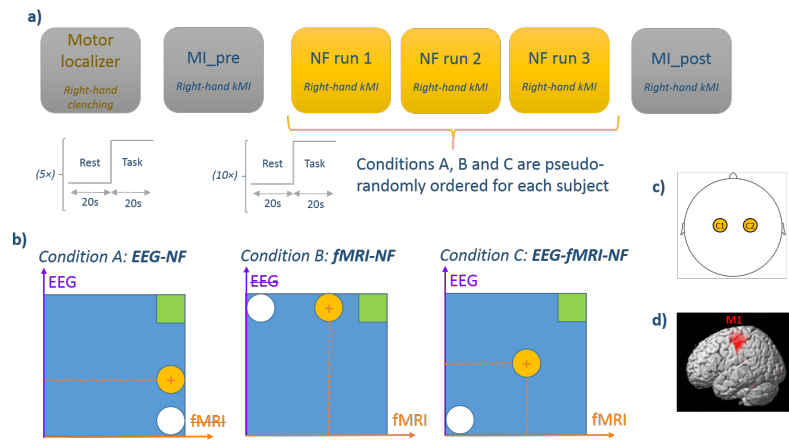 a)
Motor
localizer
Right-hand
clenching
MI_pre
Right-hand kMI
NF run 1
Right-hand kMI
NF run 2
Right-hand kMI
NF run 3
Right-hand kMI
MI_post
Right-hand kMI
(5×)
Rest
Task
20s
20s
(10×)
Rest
Task
20s
20s
Conditions A, B and C are pseudo-
randomly ordered for each subject
b)
Condition A: EEG-NF
EEG
+
fMRI
Condition B: fMRI-NF
EEG
+
fMRI
Condition C: EEG-fMRI-NF
EEG
+
fMRI
c)
C1
C2
d)
M1